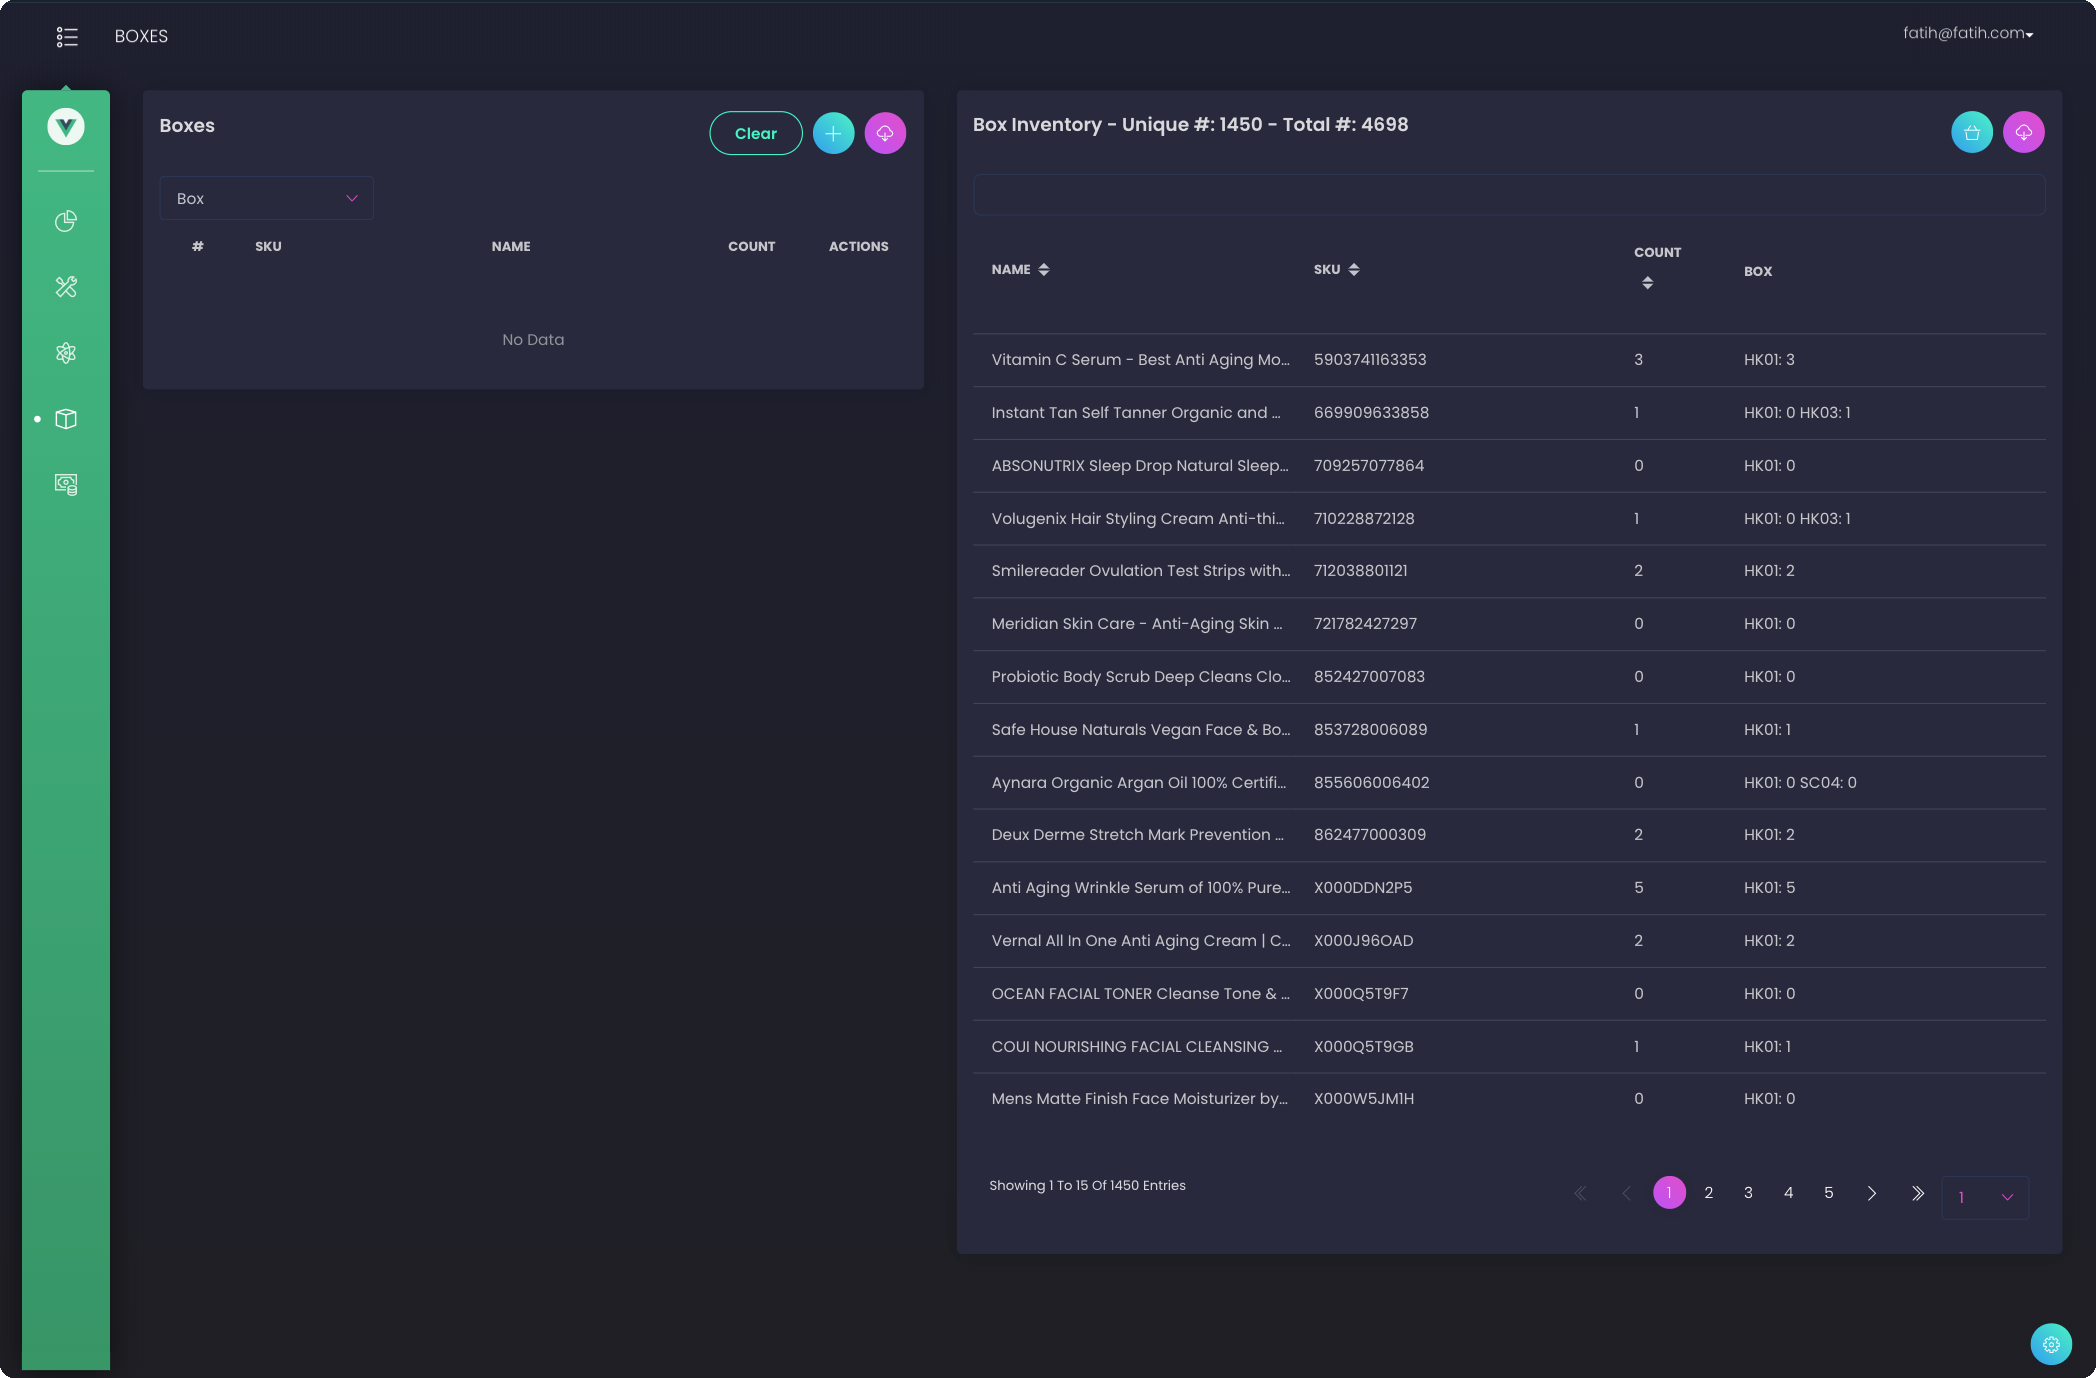 BOXES
fatih@fatih.com
Boxes
Clear
Box
# SKU NAME COUNT ACTIONS
No Data
Box Inventory - Unique #: 1450 - Total #: 4698
NAME SKU COUNT BOX
Vitamin C Serum - Best Anti Aging Mo... 5903741163353 3 HK01: 3
Instant Tan Self Tanner Organic and ... 669909633858 1 HK01: 0 HK03: 1
ABSONUTRIX Sleep Drop Natural Sleep... 709257077864 0 HK01: 0
Volugenix Hair Styling Cream Anti-thi... 710228872128 1 HK01: 0 HK03: 1
Smilereader Ovulation Test Strips with... 712038801121 2 HK01: 2
Meridian Skin Care - Anti-Aging Skin ... 721782427297 0 HK01: 0
Probiotic Body Scrub Deep Cleans Clo... 852427007083 0 HK01: 0
Safe House Naturals Vegan Face & Bo... 853728006089 1 HK01: 1
Aynara Organic Argan Oil 100% Certifi... 855606006402 0 HK01: 0 SC04: 0
Deux Derme Stretch Mark Prevention ... 862477000309 2 HK01: 2
Anti Aging Wrinkle Serum of 100% Pure... X000DDN2P5 5 HK01: 5
Vernal All In One Anti Aging Cream | C... X000J96OAD 2 HK01: 2
OCEAN FACIAL TONER Cleanse Tone & ... X000Q5T9F7 0 HK01: 0
COUI NOURISHING FACIAL CLEANSING ... X000Q5T9GB 1 HK01: 1
Mens Matte Finish Face Moisturizer by... X000W5JM1H 0 HK01: 0
Showing 1 To 15 Of 1450 Entries
1 2 3 4 5 1